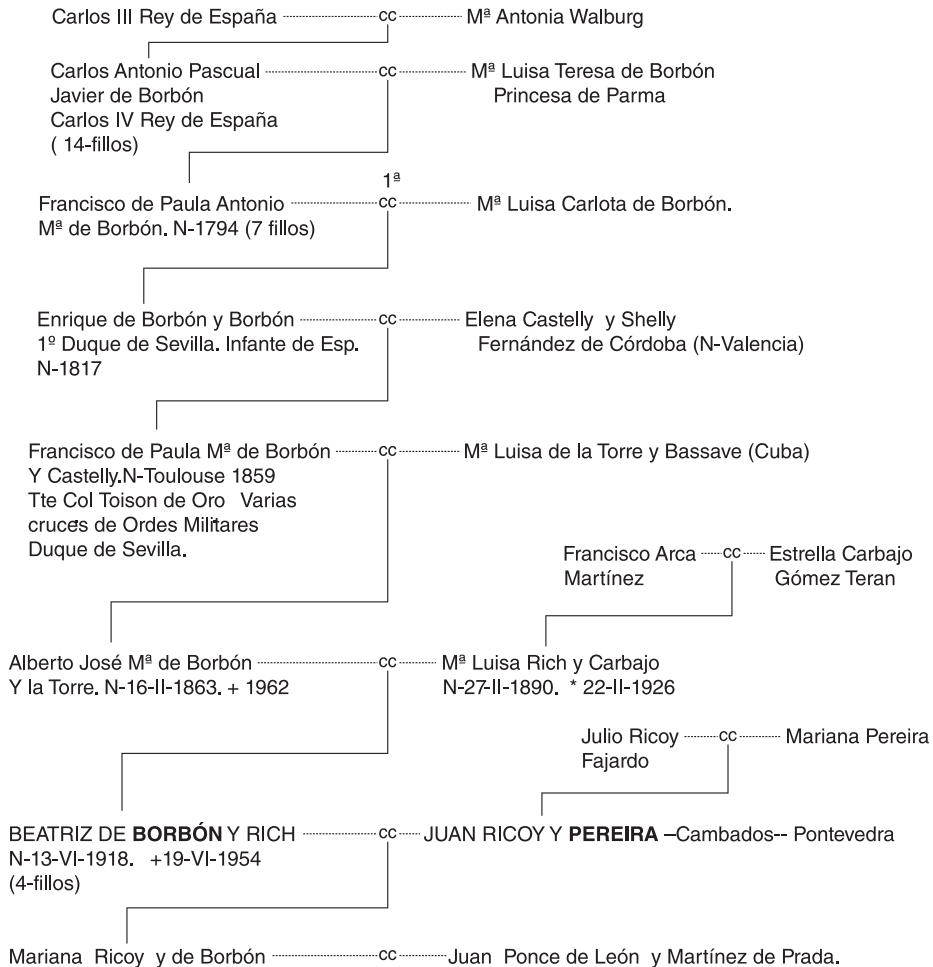 Carlos III Rey de España cc Mª Antonia Walburg
Carlos Antonio Pascual cc Mª Luisa Teresa de Borbón
Javier de Borbón Princesa de Parma
Carlos IV Rey de España
( 14-fillos)
1ª
Francisco de Paula Antonio cc Mª Luisa Carlota de Borbón.
Mª de Borbón. N-1794 (7 fillos)
Enrique de Borbón y Borbón cc Elena Castelly y Shelly
1º Duque de Sevilla. Infante de Esp. Fernández de Córdoba (N-Valencia)
N-1817
Francisco de Paula Mª de Borbón cc Mª Luisa de la Torre y Bassave (Cuba)
Y Castelly.N-Toulouse 1859
Tte Col Toison de Oro Varias
cruces de Ordes Militares
Duque de Sevilla.
Francisco Arca cc Estrella Carbajo
Martínez Gómez Teran
Alberto José Mª de Borbón cc Mª Luisa Rich y Carbajo
Y la Torre. N-16-II-1863. + 1962 N-27-II-1890. * 22-II-1926
Julio Ricoy cc Mariana Pereira
Fajardo
BEATRIZ DE BORBÓN Y RICH cc JUAN RICOY Y PEREIRA –Cambados-- Pontevedra
N-13-VI-1918. +19-VI-1954
(4-fillos)
Mariana Ricoy y de Borbón cc Juan Ponce de León y Martínez de Prada.